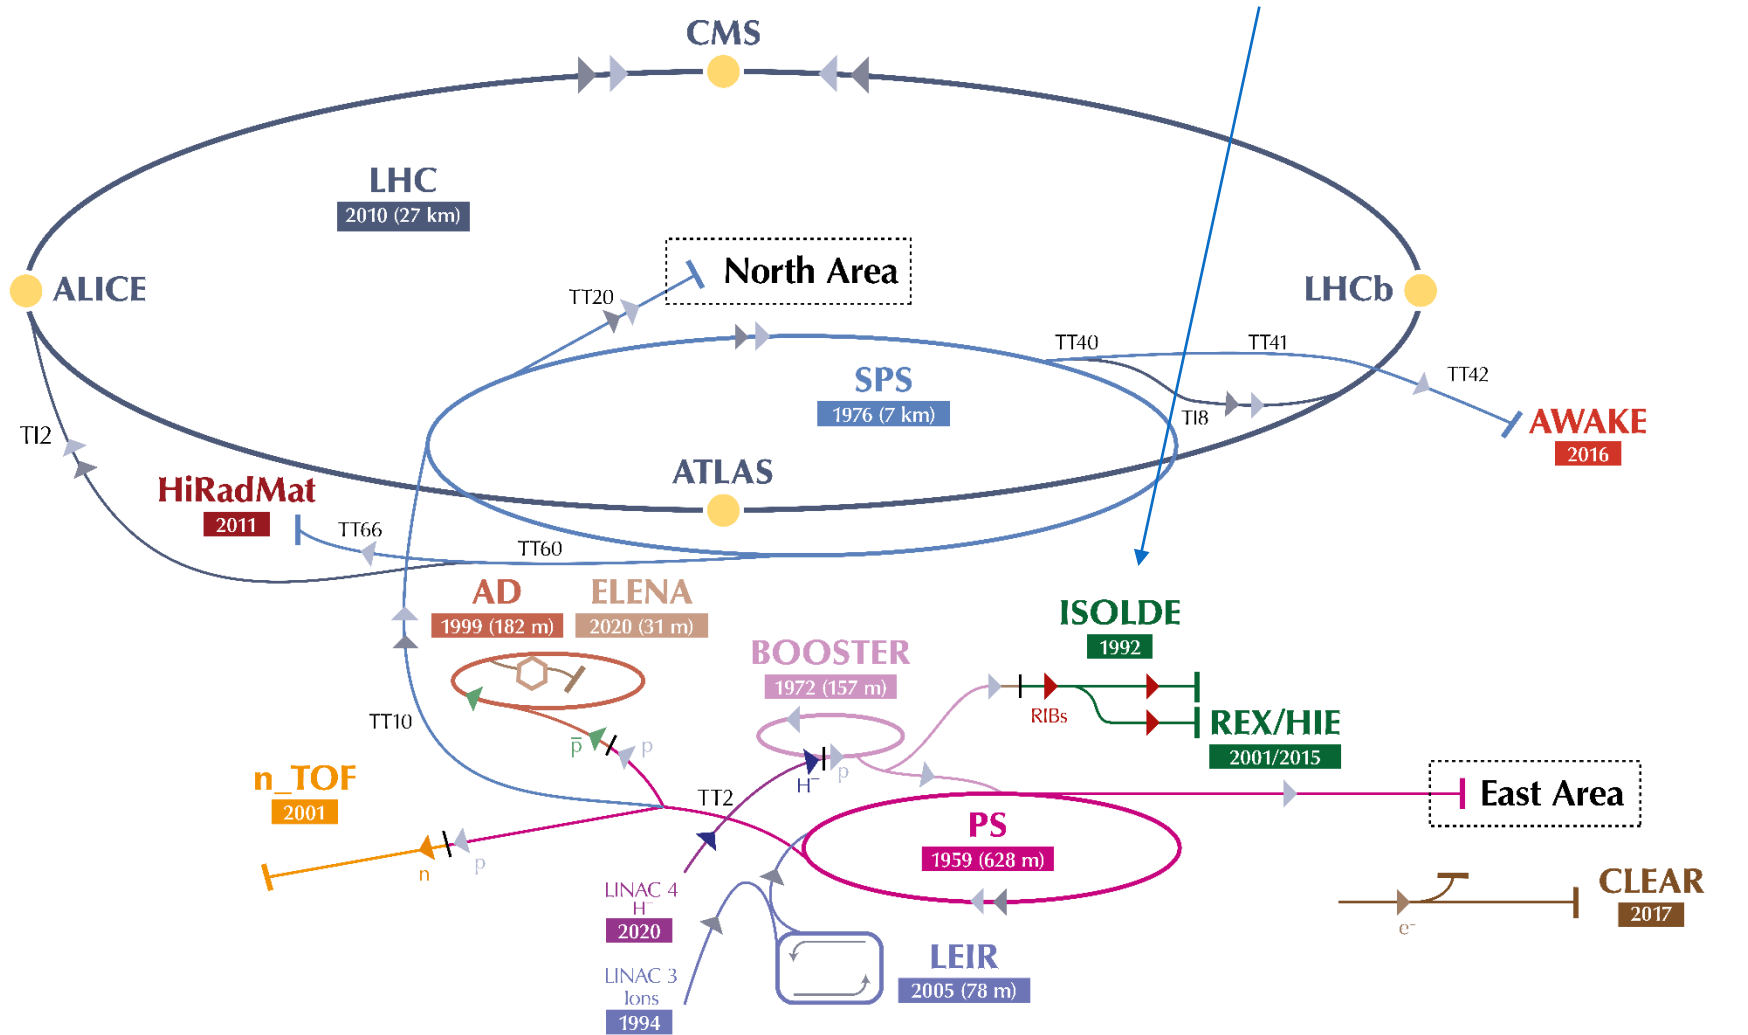 CMS
LHC
2010 (27 km)
North Area
ALICE
LHCb
TT20
TT40
TT41
TT42
SPS
1976 (7 km)
TI8
AWAKE
2016
TI2
ATLAS
HiRadMat
2011
TT66
TT60
AD
1999 (182 m)
ELENA
2020 (31 m)
ISOLDE
1992
BOOSTER
1972 (157 m)
RIBs
REX/HIE
2001/2015
TT10
p̅
p
n_TOF
2001
H⁻
p
TT2
East Area
PS
1959 (628 m)
n
p
LINAC 4
H⁻
2020
CLEAR
2017
e⁻
LEIR
2005 (78 m)
LINAC 3
Ions
1994